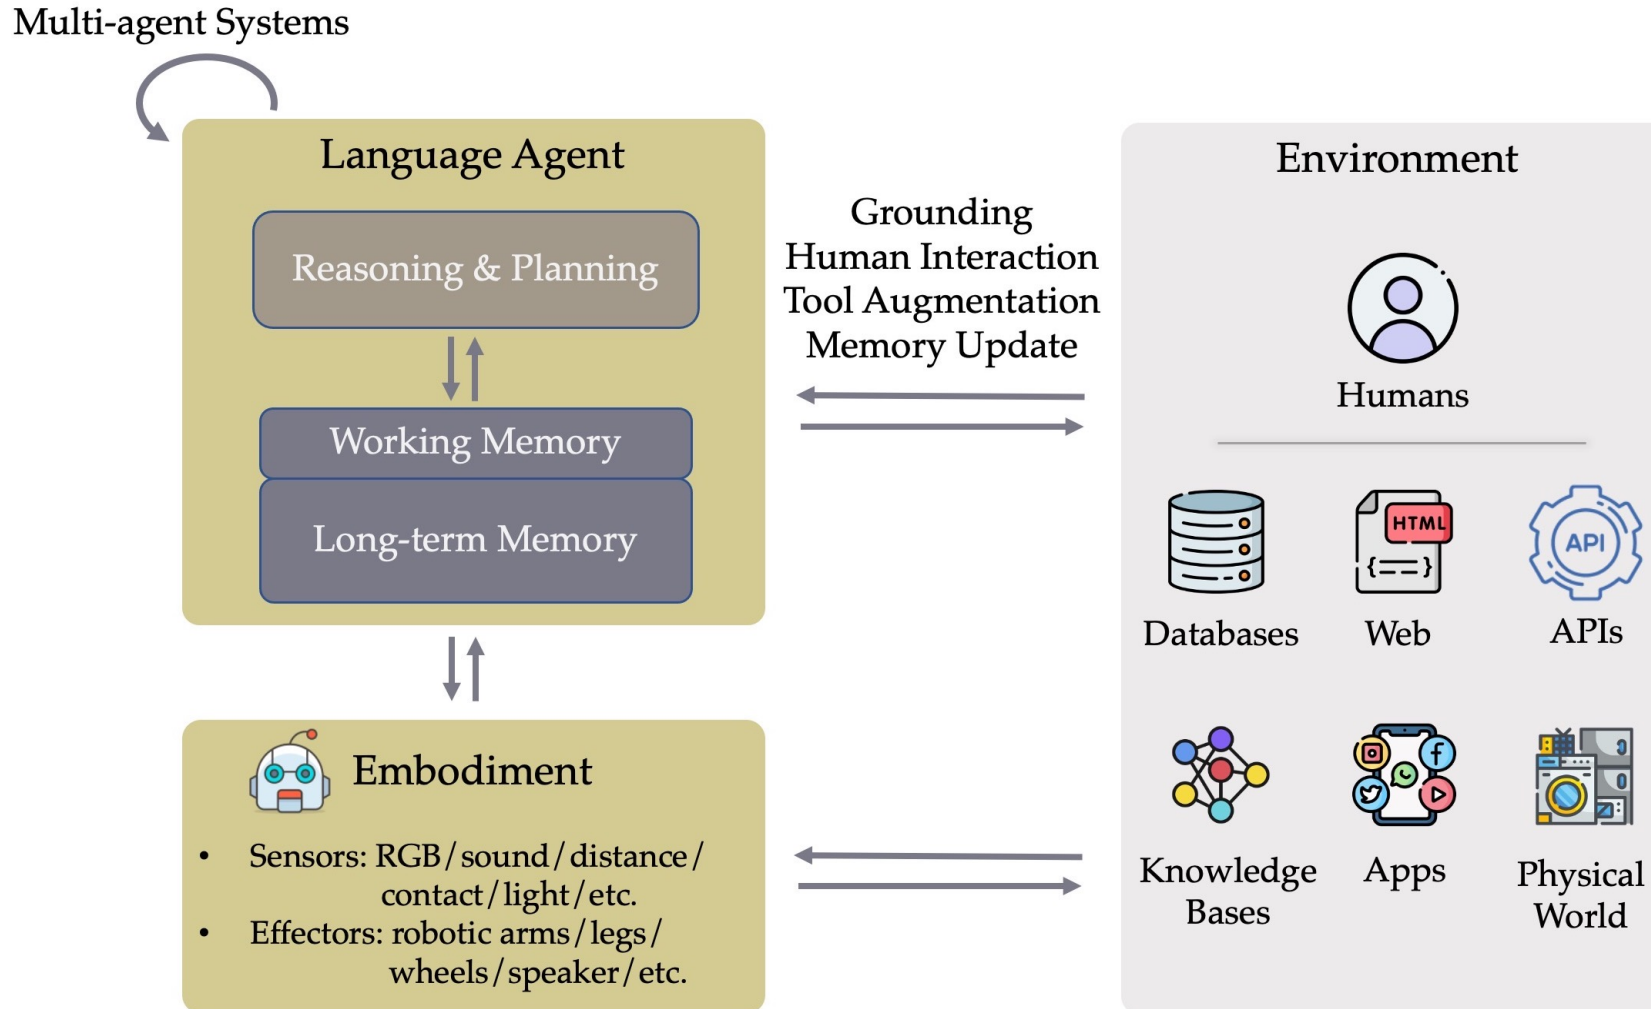 Multi-agent Systems
Language Agent
Reasoning & Planning
Working Memory
Long-term Memory
Grounding
Human Interaction
Tool Augmentation
Memory Update
Environment
Humans
HTML
{==}
API
Databases
Web
APIs
Knowledge
Bases
Apps
Physical
World
Embodiment
• Sensors: RGB/sound/distance/
contact/light/etc.
• Effectors: robotic arms/legs/
wheels/speaker/etc.